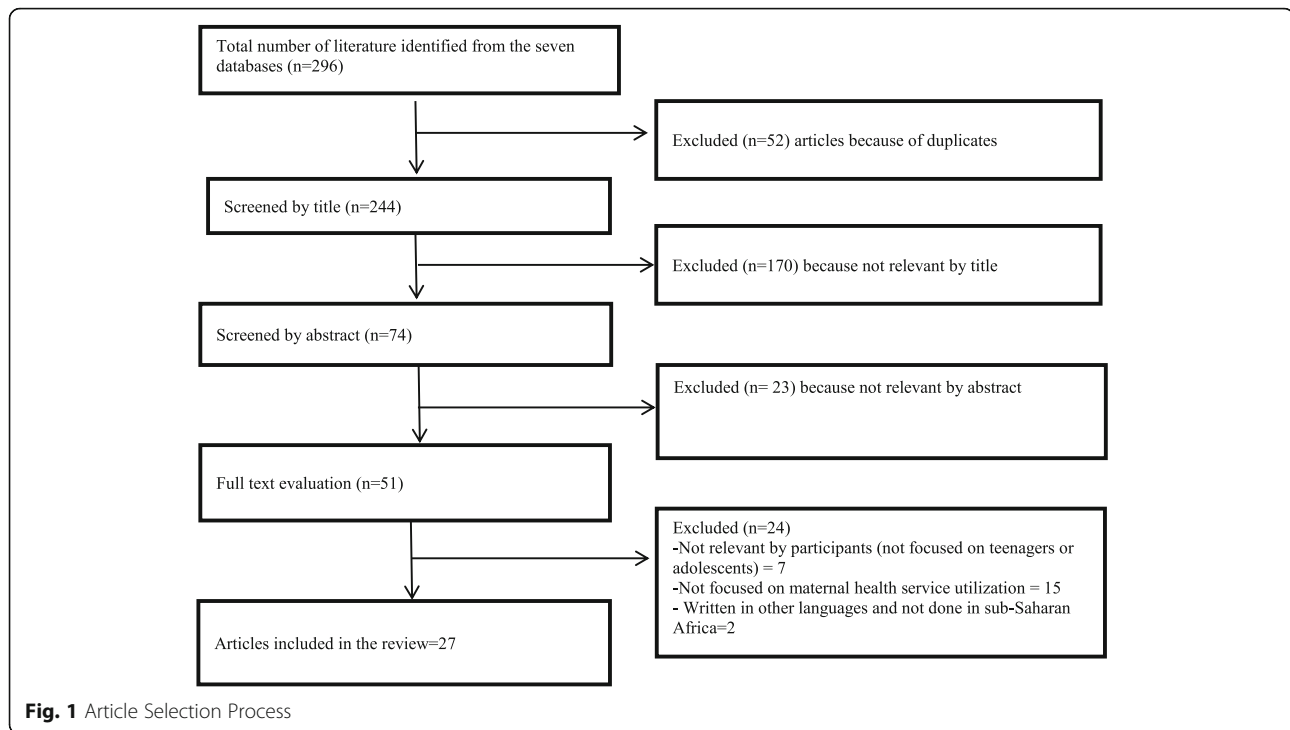 Total number of literature identified from the seven
databases (n=296)
Excluded (n=52) articles because of duplicates
Screened by title (n=244)
Excluded (n=170) because not relevant by title
Screened by abstract (n=74)
Excluded (n= 23) because not relevant by abstract
Full text evaluation (n=51)
Excluded (n=24)
-Not relevant by participants (not focused on teenagers or
adolescents) = 7
-Not focused on maternal health service utilization = 15
- Written in other languages and not done in sub-Saharan
Africa=2
Articles included in the review=27
Fig. 1 Article Selection Process